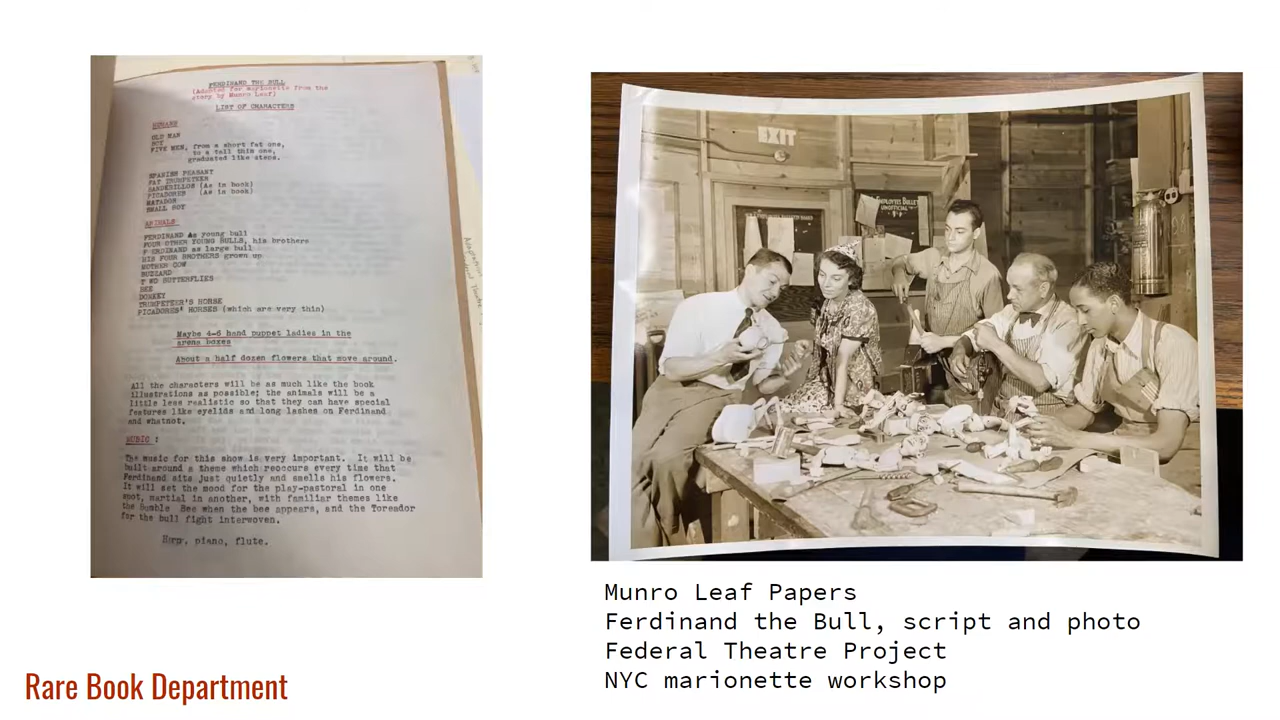 FERDINAND THE BULL
(Adapted for marionette from the
story by Munro Leaf)
LIST OF CHARACTERS
HUMANS
OLD MAN
BOY
FIVE MEN, from a short fat one,
to a tall thin one,
graduated like steps.
SPANISH PEASANT
FAT TRUMPETEER
BANDERILLOS (As in book)
PICADORES (As in book)
MATADOR
SMALL BOY
ANIMALS
FERDINAND As young bull
FOUR OTHER YOUNG BULLS, his brothers
F ERDINAND as large bull
HIS FOUR BROTHERS grown up
MOTHER COW
BUZZARD
T WO BUTTERFLIES
BEE
DONKEY
TRUMPETEER'S HORSE
PICADORES' HORSES (which are very thin)
Maybe 4-6 hand puppet ladies in the
arena boxes
About a half dozen flowers that move around.
All the characters will be as much like the book
illustrations as possible; the animals will be a
little less realistic so that they can have special
features like eyelids and long lashes on Ferdinand
and whatnot.
MUSIC :
The music for this show is very important. It will be
built around a theme which reoccurs every time that
Ferdinand sits just quietly and smells his flowers.
It will set the mood for the play-pastoral in one
spot, martial in another, with familiar themes like
the Bumble Bee when the bee appears, and the Toreador
for the bull fight interwoven.
Harp, piano, flute.
Adaptation
EXIT
EMPLOYEES BULLETIN
UNOFFICIAL
Munro Leaf Papers
Ferdinand the Bull, script and photo
Federal Theatre Project
NYC marionette workshop
Rare Book Department